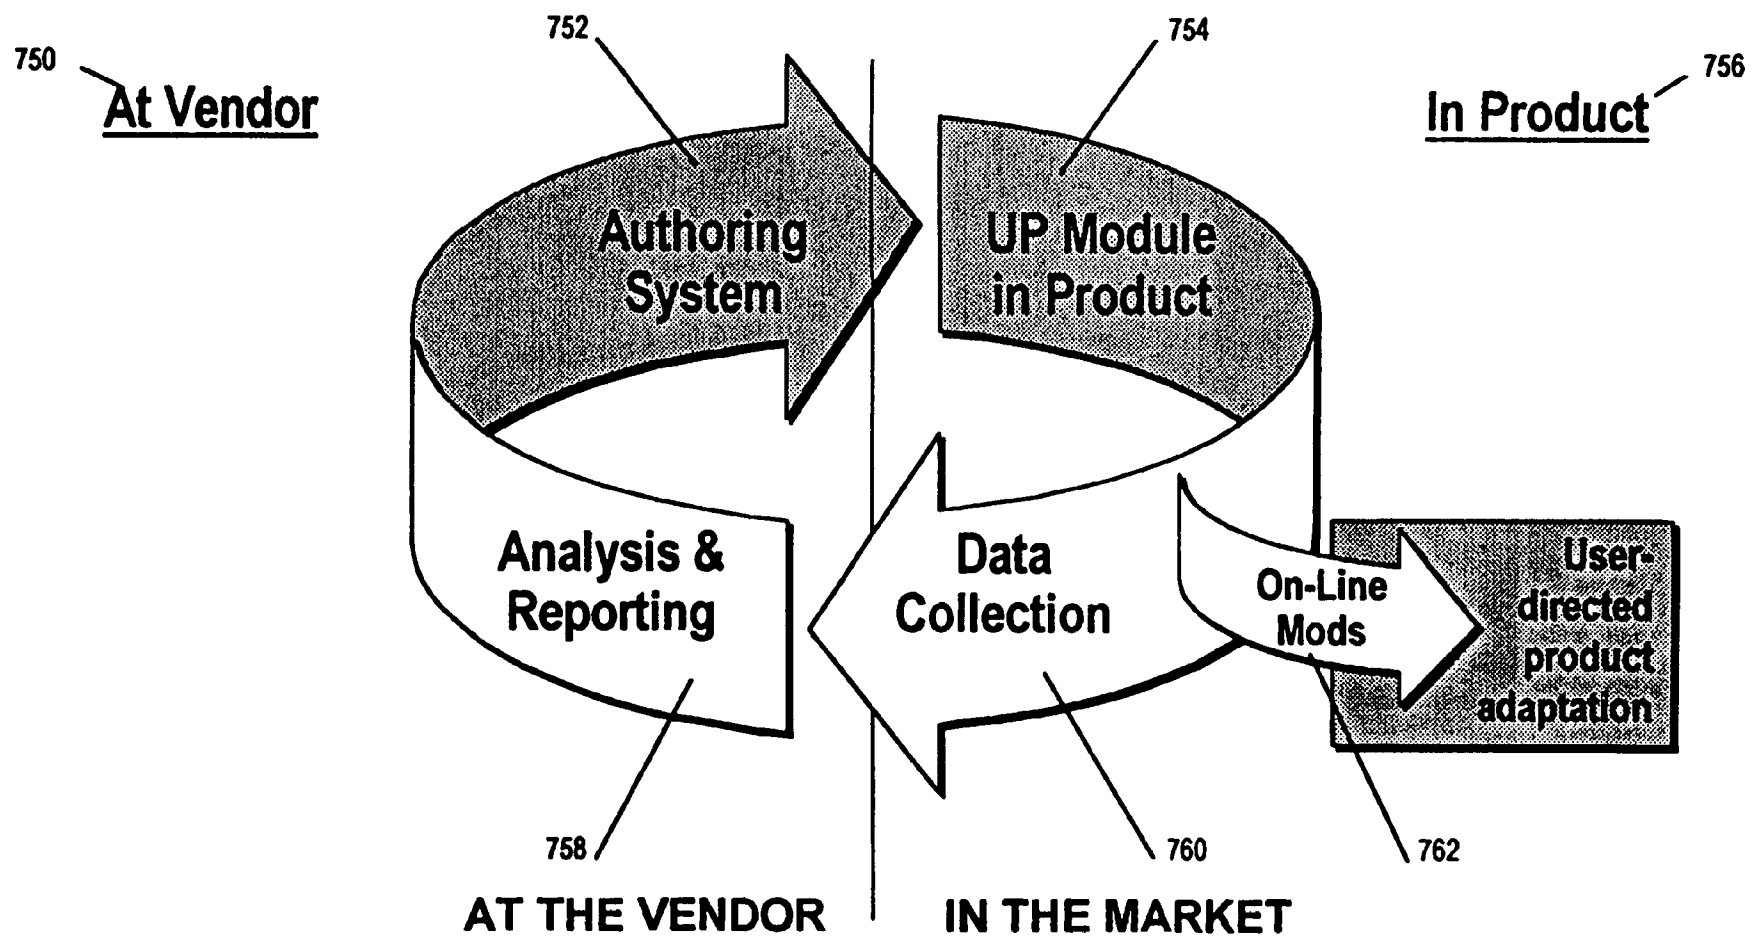 752
754
750
756
At Vendor
In Product
Authoring
System
UP Module
in Product
Analysis &
Reporting
Data
Collection
On-Line
Mods
User-
directed
product
adaptation
758
760
762
AT THE VENDOR
IN THE MARKET